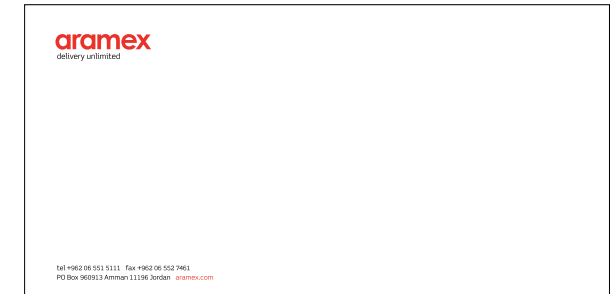 aramex
delivery unlimited
tel +962 06 551 5111 fax +962 06 552 7461
PO Box 960913 Amman 11196 Jordan aramex.com